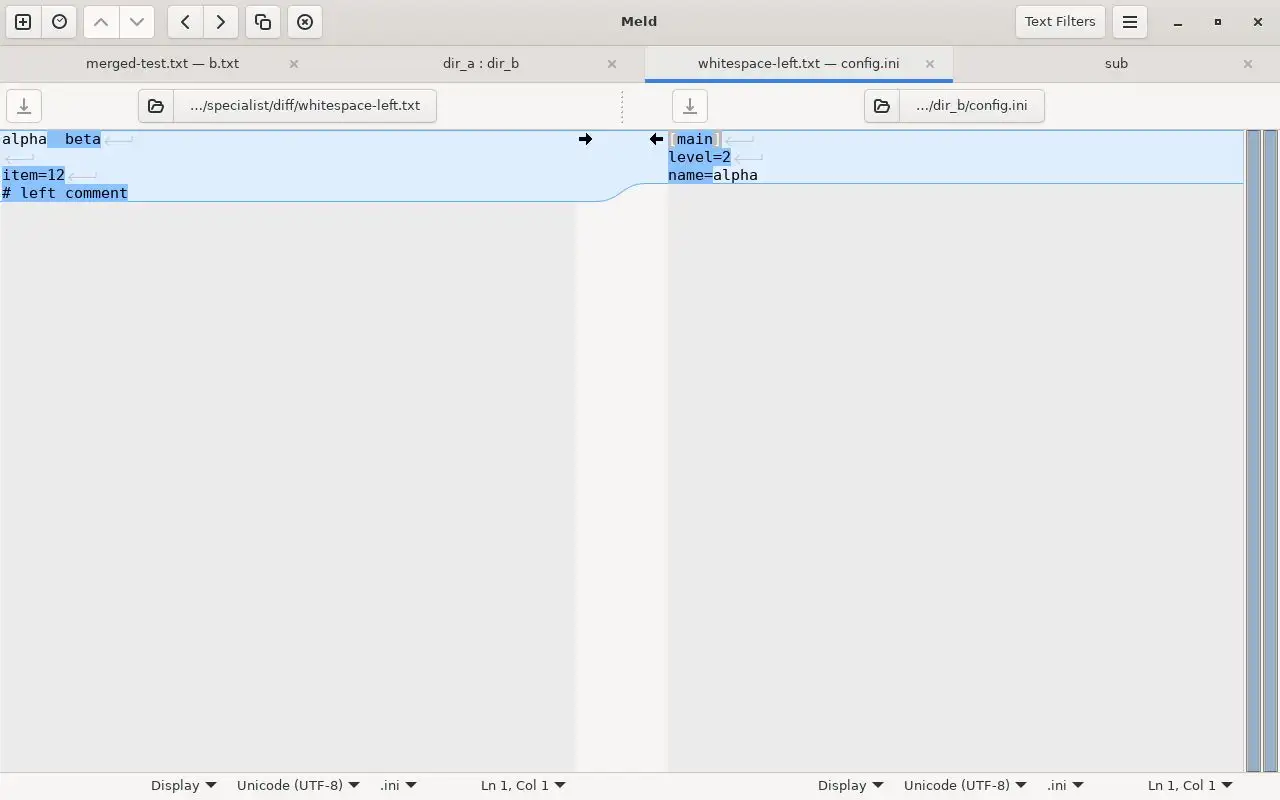 Meld
Text Filters
merged-test.txt — b.txt
dir_a : dir_b
whitespace-left.txt — config.ini
sub
.../specialist/diff/whitespace-left.txt
.../dir_b/config.ini
alpha  beta

item=12
# left comment
[main]
level=2
name=alpha
Display
Unicode (UTF-8)
.ini
Ln 1, Col 1
Display
Unicode (UTF-8)
.ini
Ln 1, Col 1